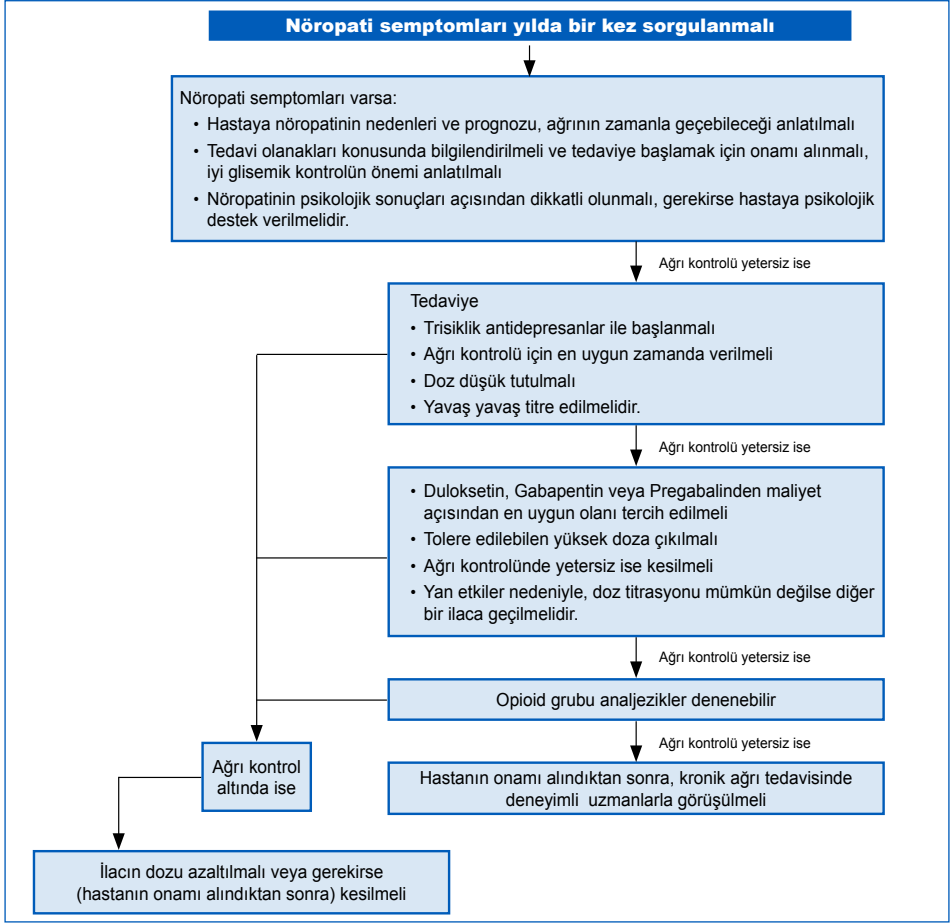 Nöropati semptomları yılda bir kez sorgulanmalı
Nöropati semptomları varsa:
• Hastaya nöropatinin nedenleri ve prognozu, ağrının zamanla geçebileceği anlatılmalı
• Tedavi olanakları konusunda bilgilendirilmeli ve tedaviye başlamak için onamı alınmalı,
iyi glisemik kontrolün önemi anlatılmalı
• Nöropatinin psikolojik sonuçları açısından dikkatli olunmalı, gerekirse hastaya psikolojik
destek verilmelidir.
Ağrı kontrolü yetersiz ise
Tedaviye
• Trisiklik antidepresanlar ile başlanmalı
• Ağrı kontrolü için en uygun zamanda verilmeli
• Doz düşük tutulmalı
• Yavaş yavaş titre edilmelidir.
Ağrı kontrolü yetersiz ise
• Duloksetin, Gabapentin veya Pregabalinden maliyet
açısından en uygun olanı tercih edilmeli
• Tolere edilebilen yüksek doza çıkılmalı
• Ağrı kontrolünde yetersiz ise kesilmeli
• Yan etkiler nedeniyle, doz titrasyonu mümkün değilse diğer
bir ilaca geçilmelidir.
Ağrı kontrolü yetersiz ise
Opioid grubu analjezikler denenebilir
Ağrı kontrolü yetersiz ise
Hastanın onamı alındıktan sonra, kronik ağrı tedavisinde
deneyimli uzmanlarla görüşülmeli
Ağrı kontrol
altında ise
İlacın dozu azaltılmalı veya gerekirse
(hastanın onamı alındıktan sonra) kesilmeli